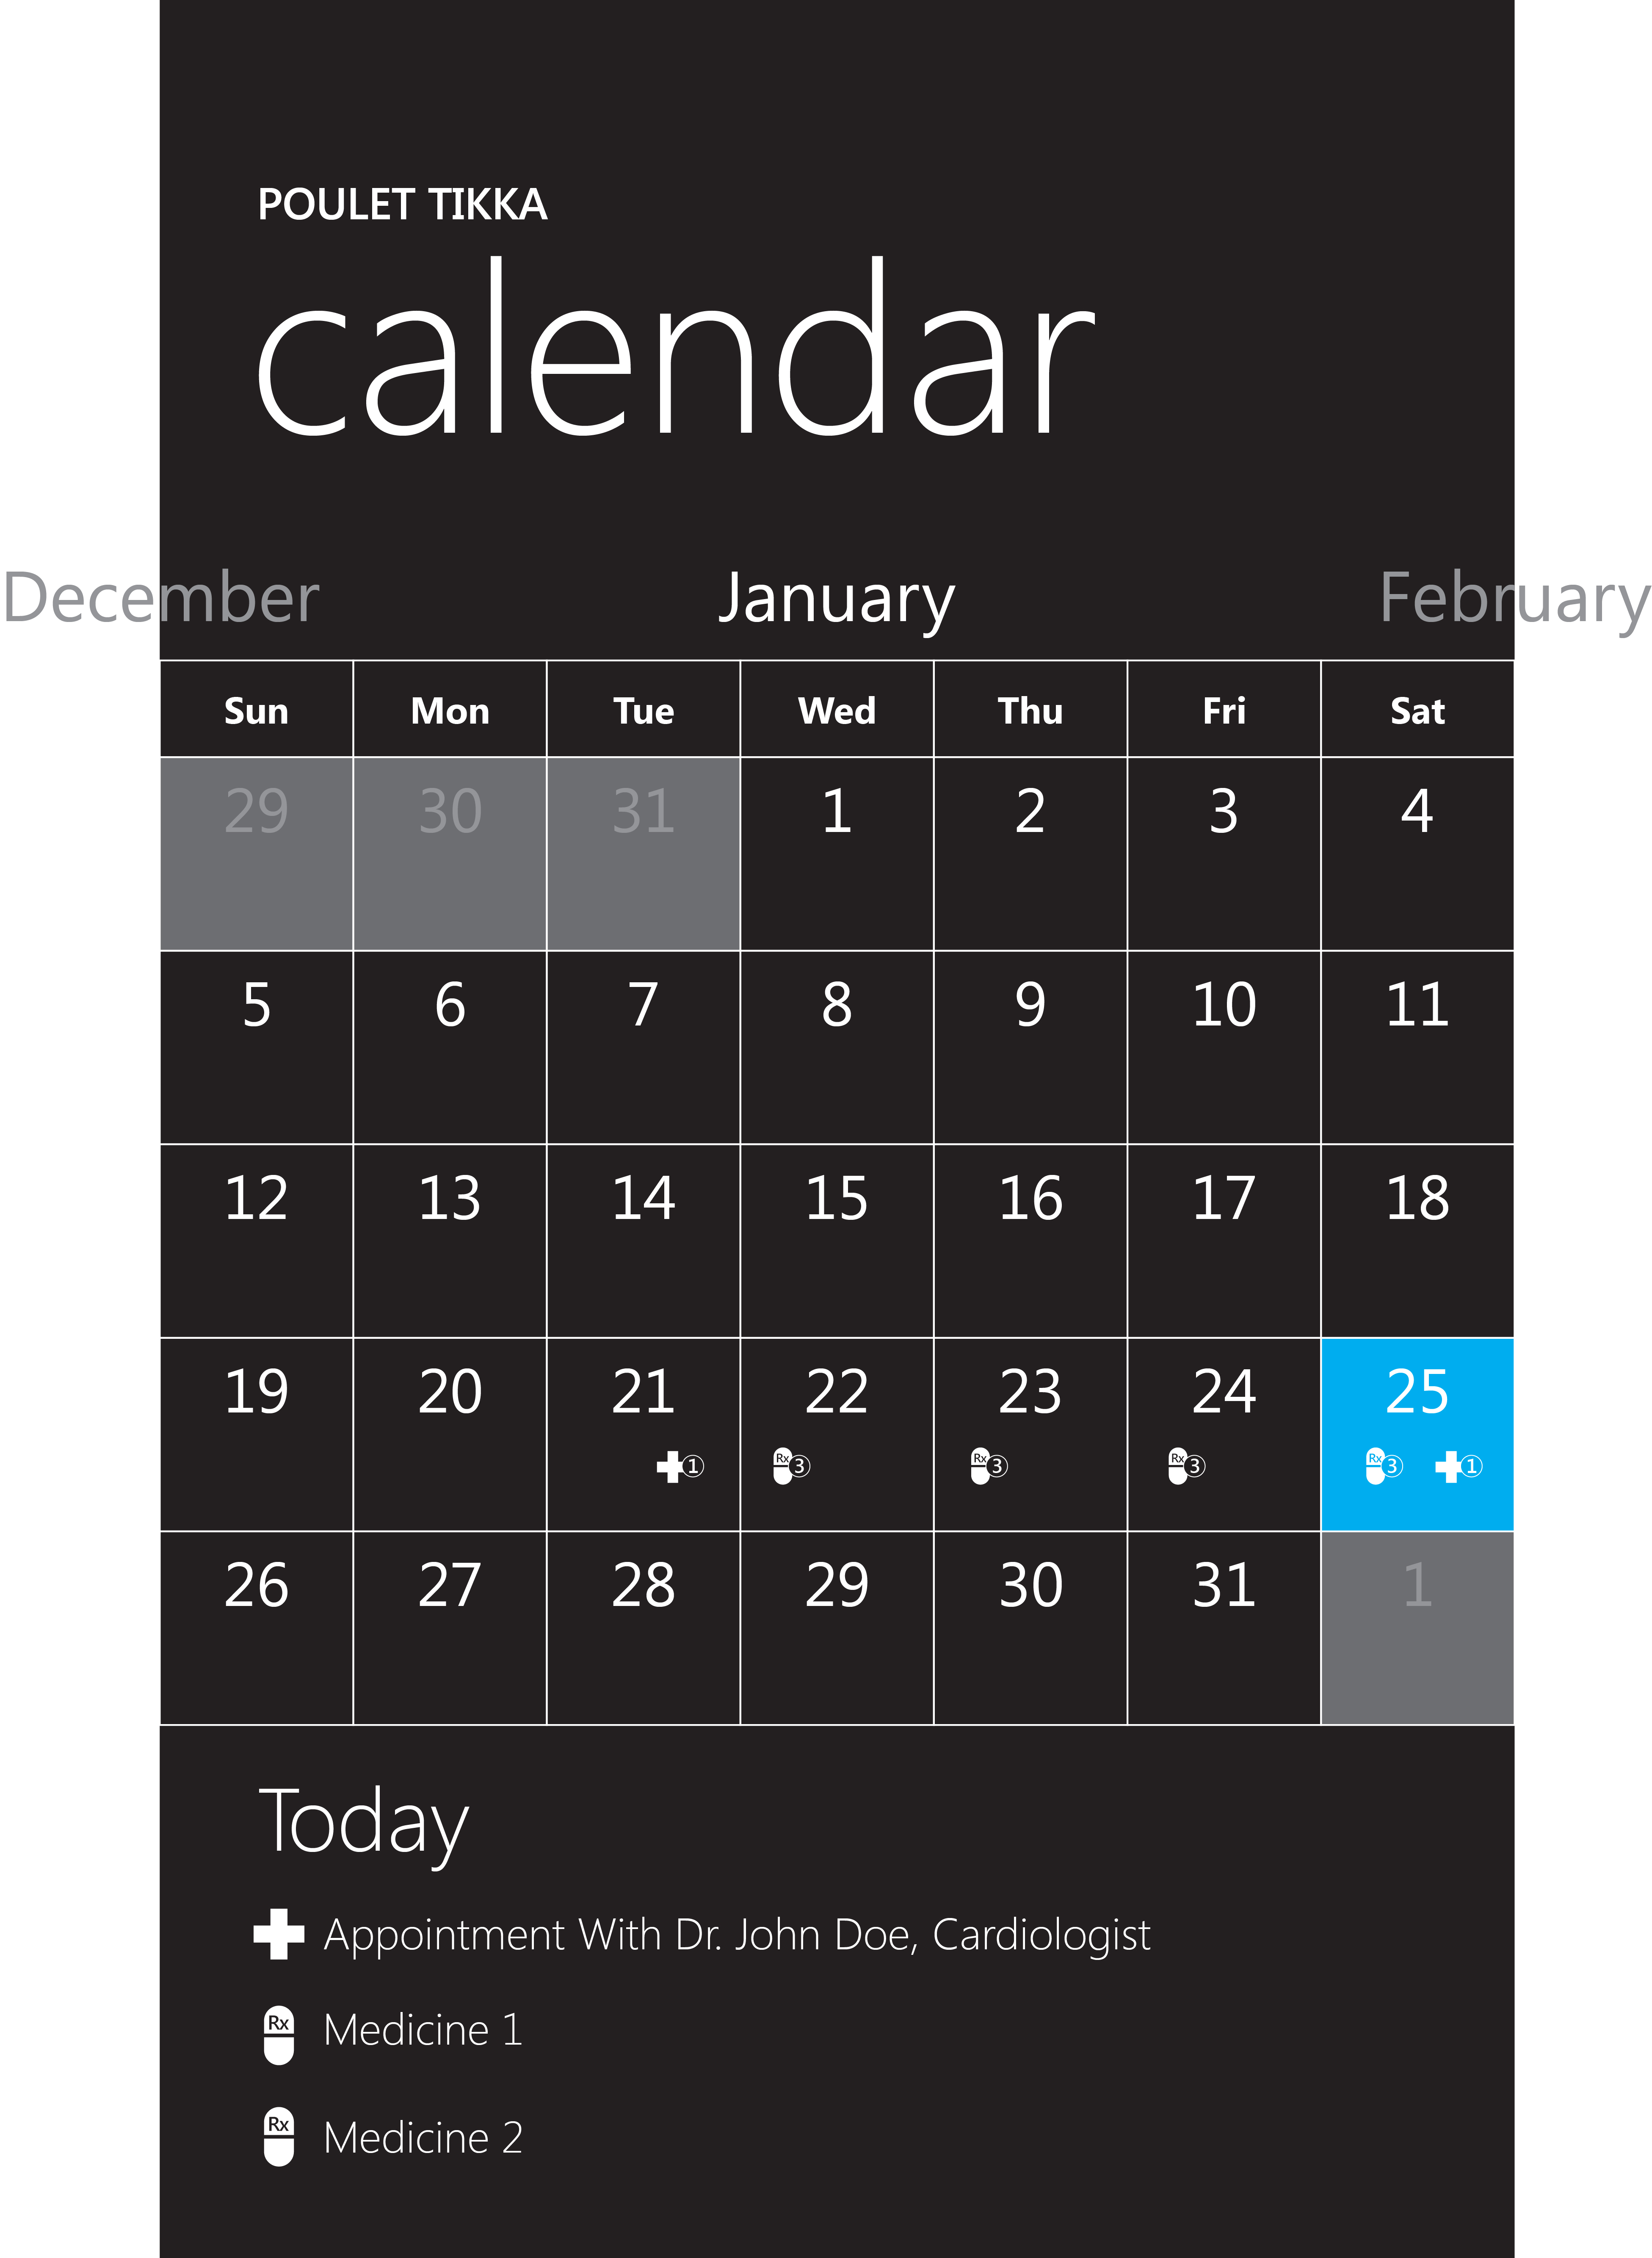 POULET TIKKA
calendar
December January February
Sun Mon Tue Wed Thu Fri Sat
29 30 31 1 2 3 4
5 6 7 8 9 10 11
12 13 14 15 16 17 18
19 20 21 22 23 24 25
1 Rx 3 Rx 3 Rx 3 Rx 3 1
26 27 28 29 30 31 1
Today
Appointment With Dr. John Doe, Cardiologist
Rx Medicine 1
Rx Medicine 2